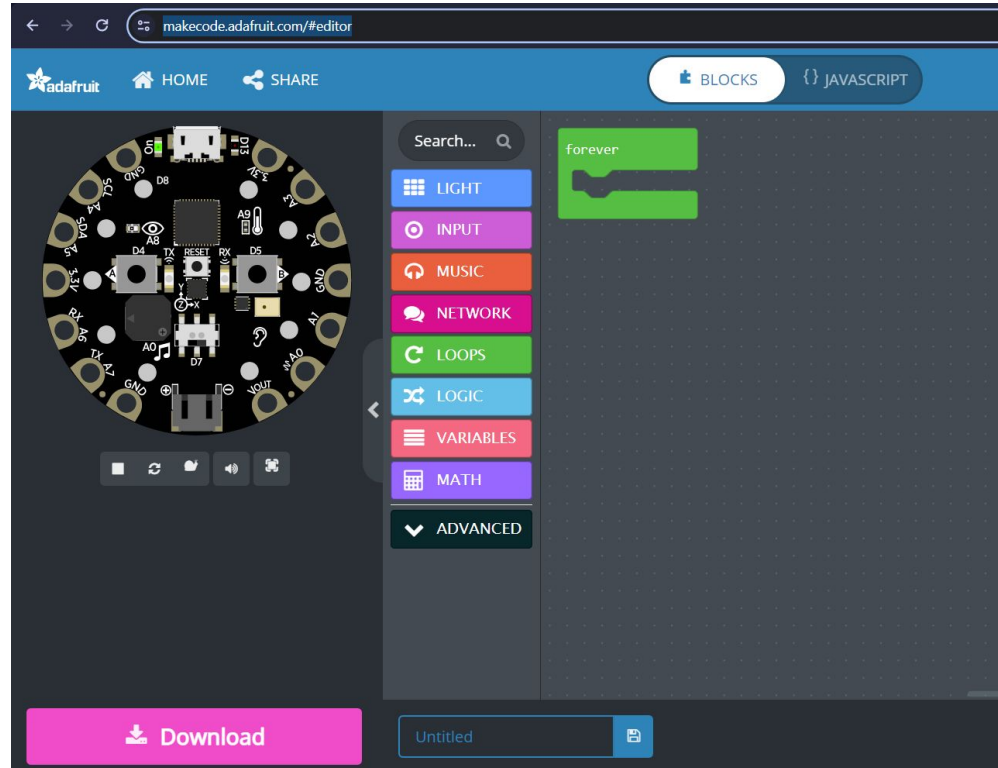 makecode.adafruit.com/#editor
adafruit HOME SHARE BLOCKS {} JAVASCRIPT
Search...
forever
LIGHT
INPUT
MUSIC
NETWORK
LOOPS
LOGIC
VARIABLES
MATH
ADVANCED
On D13
GND D8 3.3V
SCL A4 A3
SDA A5 A8 A9 A2
D4 TX RESET RX D5
3.3V A B GND
Y
Z X
RX A6 A1
TX A7 A0 D7 A0
GND VOUT
Download
Untitled